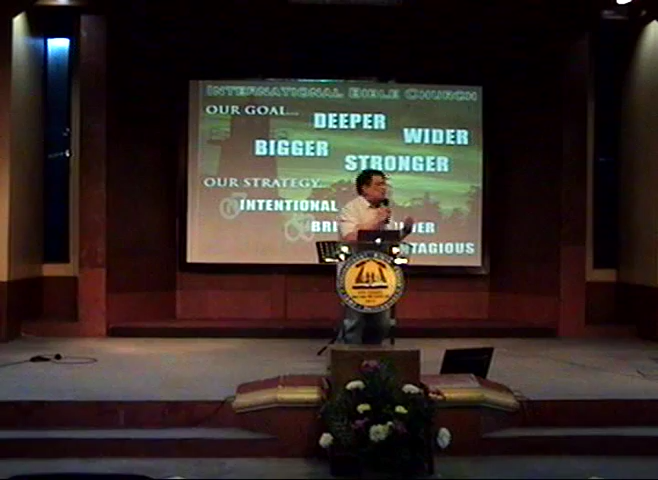 INTERNATIONAL BIBLE CHURCH
OUR GOAL...
DEEPER
WIDER
BIGGER
STRONGER
OUR STRATEGY
INTENTIONAL